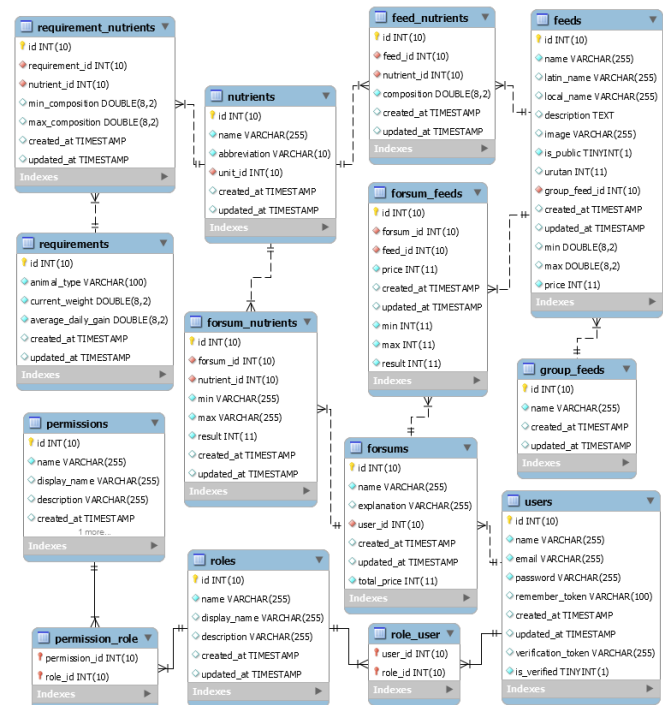 requirement_nutrients
id INT(10)
requirement_id INT(10)
nutrient_id INT(10)
min_composition DOUBLE(8,2)
max_composition DOUBLE(8,2)
created_at TIMESTAMP
updated_at TIMESTAMP
Indexes
nutrients
id INT(10)
name VARCHAR(255)
abbreviation VARCHAR(10)
unit_id INT(10)
created_at TIMESTAMP
updated_at TIMESTAMP
Indexes
feed_nutrients
id INT(10)
feed_id INT(10)
nutrient_id INT(10)
composition DOUBLE(8,2)
created_at TIMESTAMP
updated_at TIMESTAMP
Indexes
feeds
id INT(10)
name VARCHAR(255)
latin_name VARCHAR(255)
local_name VARCHAR(255)
description TEXT
image VARCHAR(255)
is_public TINYINT(1)
urutan INT(11)
group_feed_id INT(10)
created_at TIMESTAMP
updated_at TIMESTAMP
min DOUBLE(8,2)
max DOUBLE(8,2)
price INT(11)
Indexes
requirements
id INT(10)
animal_type VARCHAR(100)
current_weight DOUBLE(8,2)
average_daily_gain DOUBLE(8,2)
created_at TIMESTAMP
updated_at TIMESTAMP
Indexes
forsum_feeds
id INT(10)
forsum_id INT(10)
feed_id INT(10)
price INT(11)
created_at TIMESTAMP
updated_at TIMESTAMP
min INT(11)
max INT(11)
result INT(11)
Indexes
forsum_nutrients
id INT(10)
forsum_id INT(10)
nutrient_id INT(10)
min VARCHAR(255)
max VARCHAR(255)
result INT(11)
created_at TIMESTAMP
updated_at TIMESTAMP
Indexes
group_feeds
id INT(10)
name VARCHAR(255)
created_at TIMESTAMP
updated_at TIMESTAMP
Indexes
permissions
id INT(10)
name VARCHAR(255)
display_name VARCHAR(255)
description VARCHAR(255)
created_at TIMESTAMP
1 more...
Indexes
forsums
id INT(10)
name VARCHAR(255)
explanation VARCHAR(255)
user_id INT(10)
created_at TIMESTAMP
updated_at TIMESTAMP
total_price INT(11)
Indexes
users
id INT(10)
name VARCHAR(255)
email VARCHAR(255)
password VARCHAR(255)
remember_token VARCHAR(100)
created_at TIMESTAMP
updated_at TIMESTAMP
verification_token VARCHAR(255)
is_verified TINYINT(1)
Indexes
roles
id INT(10)
name VARCHAR(255)
display_name VARCHAR(255)
description VARCHAR(255)
created_at TIMESTAMP
updated_at TIMESTAMP
Indexes
permission_role
permission_id INT(10)
role_id INT(10)
Indexes
role_user
user_id INT(10)
role_id INT(10)
Indexes